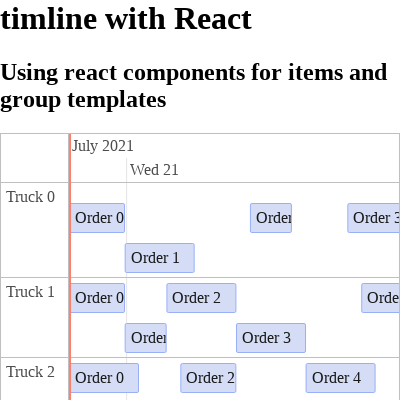 timline with React
Using react components for items and
group templates
July 2021
Wed 21
Truck 0
Order 0
Order
Order 3
Order 1
Truck 1
Order 0
Order 2
Orde
Order
Order 3
Truck 2
Order 0
Order 2
Order 4